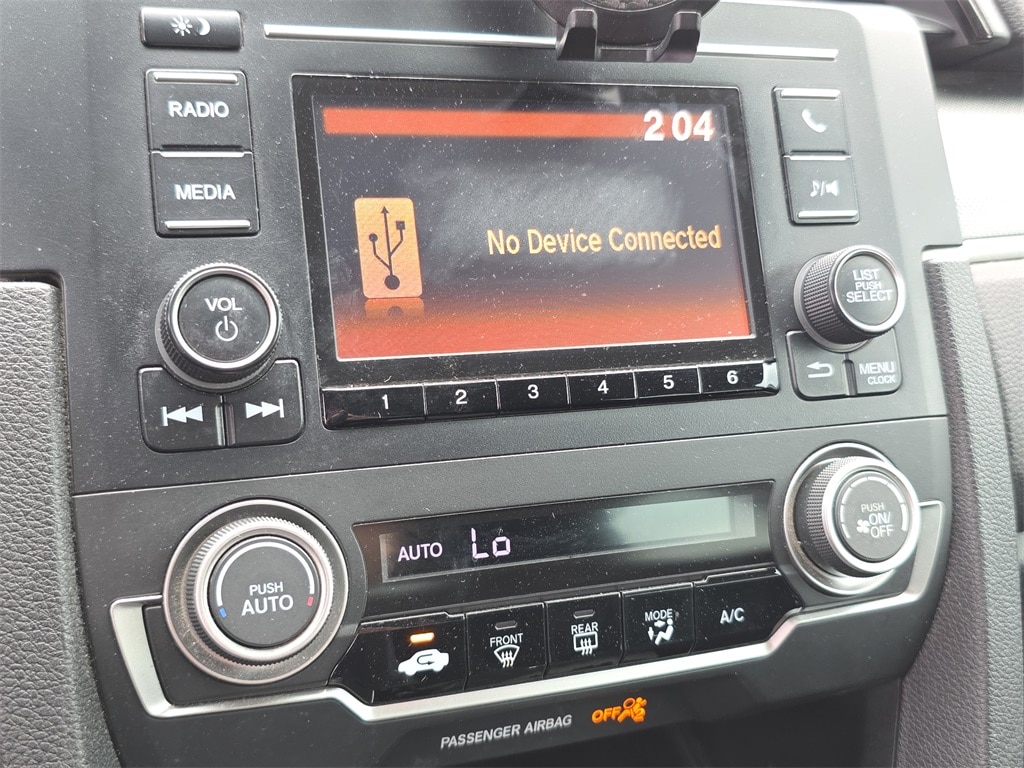 RADIO
MEDIA
VOL
2 04
No Device Connected
1 2 3 4 5 6
LIST
PUSH
SELECT
MENU
CLOCK
PUSH
AUTO
AUTO Lo
PUSH
ON/
OFF
FRONT
REAR
MODE
A/C
PASSENGER AIRBAG OFF